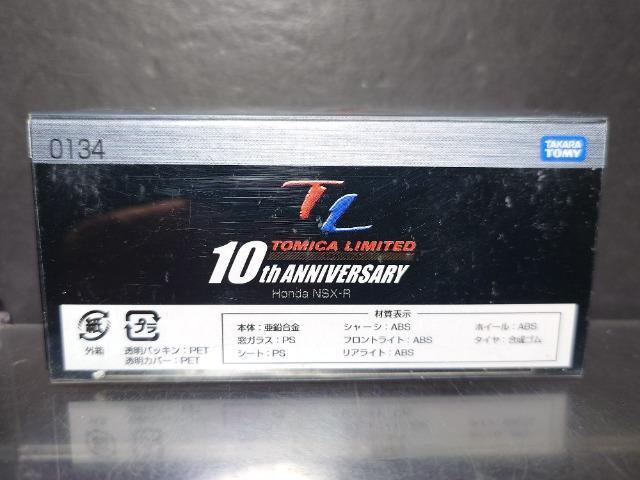 0134
TAKARA
TOMY
TL
TOMICA LIMITED
10th ANNIVERSARY
Honda NSX-R
材質表示
紙
外箱
プラ
透明パッキン：PET
透明カバー：PET
本体：亜鉛合金
窓ガラス：PS
シート：PS
シャーシ：ABS
フロントライト：ABS
リアライト：ABS
ホイール：ABS
タイヤ：合成ゴム